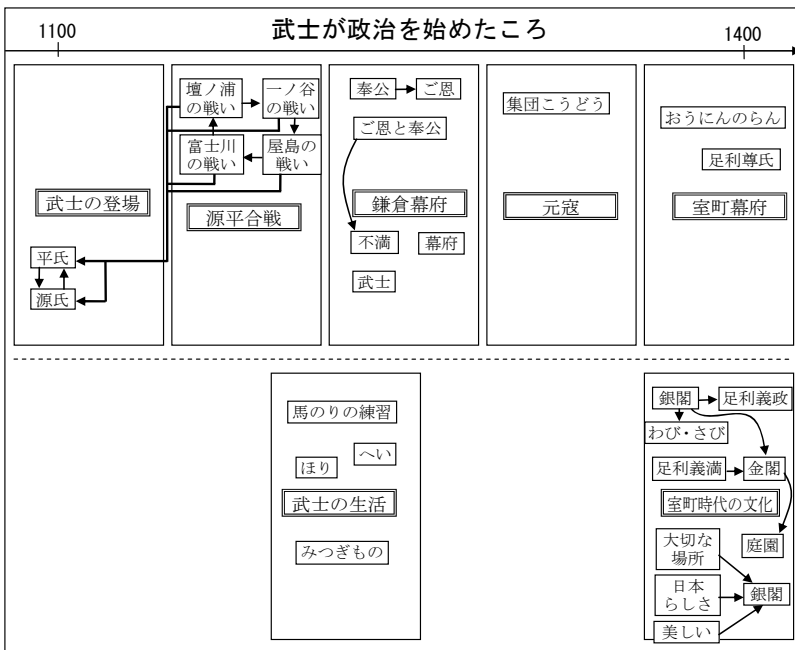 武士が政治を始めたころ
1100
1400
平氏
源氏
武士の登場
壇ノ浦
の戦い
一ノ谷
の戦い
富士川
の戦い
屋島の
戦い
源平合戦
奉公
ご恩
ご恩と奉公
鎌倉幕府
不満
幕府
武士
集団こうどう
元寇
おうにんのらん
足利尊氏
室町幕府
馬のりの練習
へい
ほり
武士の生活
みつぎもの
銀閣
足利義政
わび・さび
足利義満
金閣
室町時代の文化
大切な
場所
庭園
日本
らしさ
銀閣
美しい